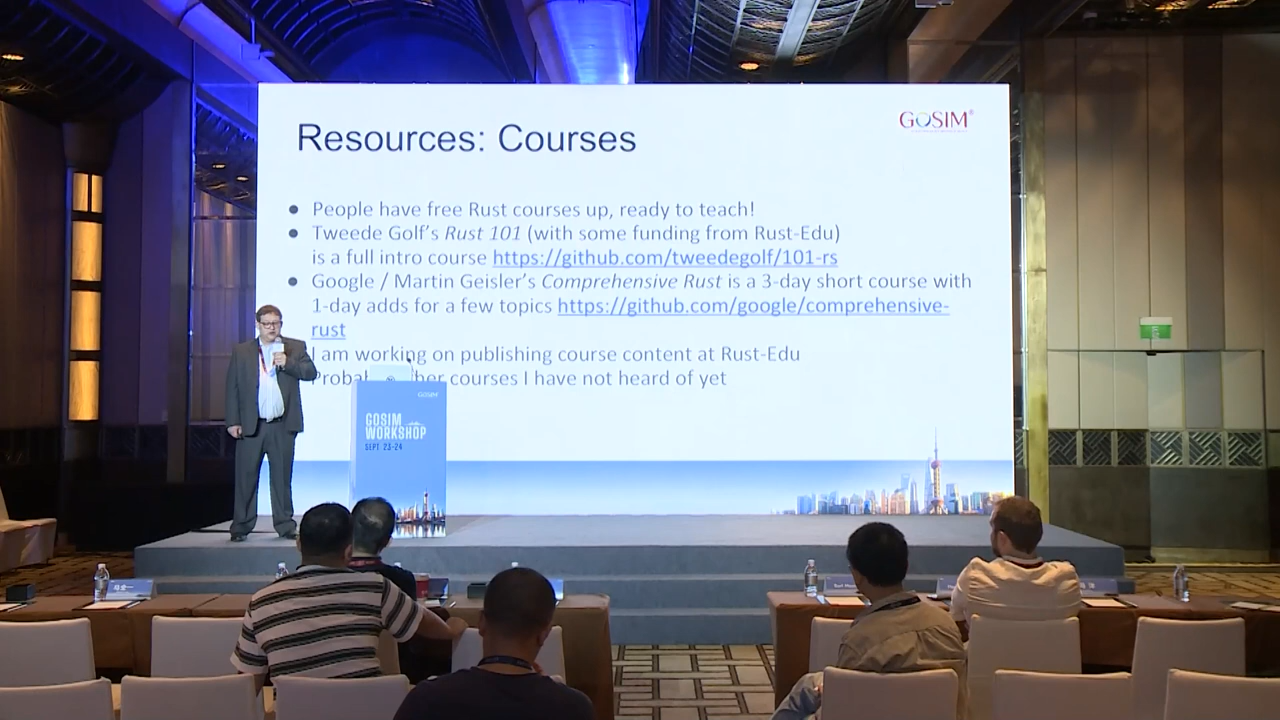 GOSIM
Resources: Courses
● People have free Rust courses up, ready to teach!
● Tweede Golf's Rust 101 (with some funding from Rust-Edu)
is a full intro course https://github.com/tweedegolf/101-rs
● Google / Martin Geisler's Comprehensive Rust is a 3-day short course with
1-day adds for a few topics https://github.com/google/comprehensive-
rust
I am working on publishing course content at Rust-Edu
courses I have not heard of yet
GOSIM
GOSIM
WORKSHOP
SEPT 23-24